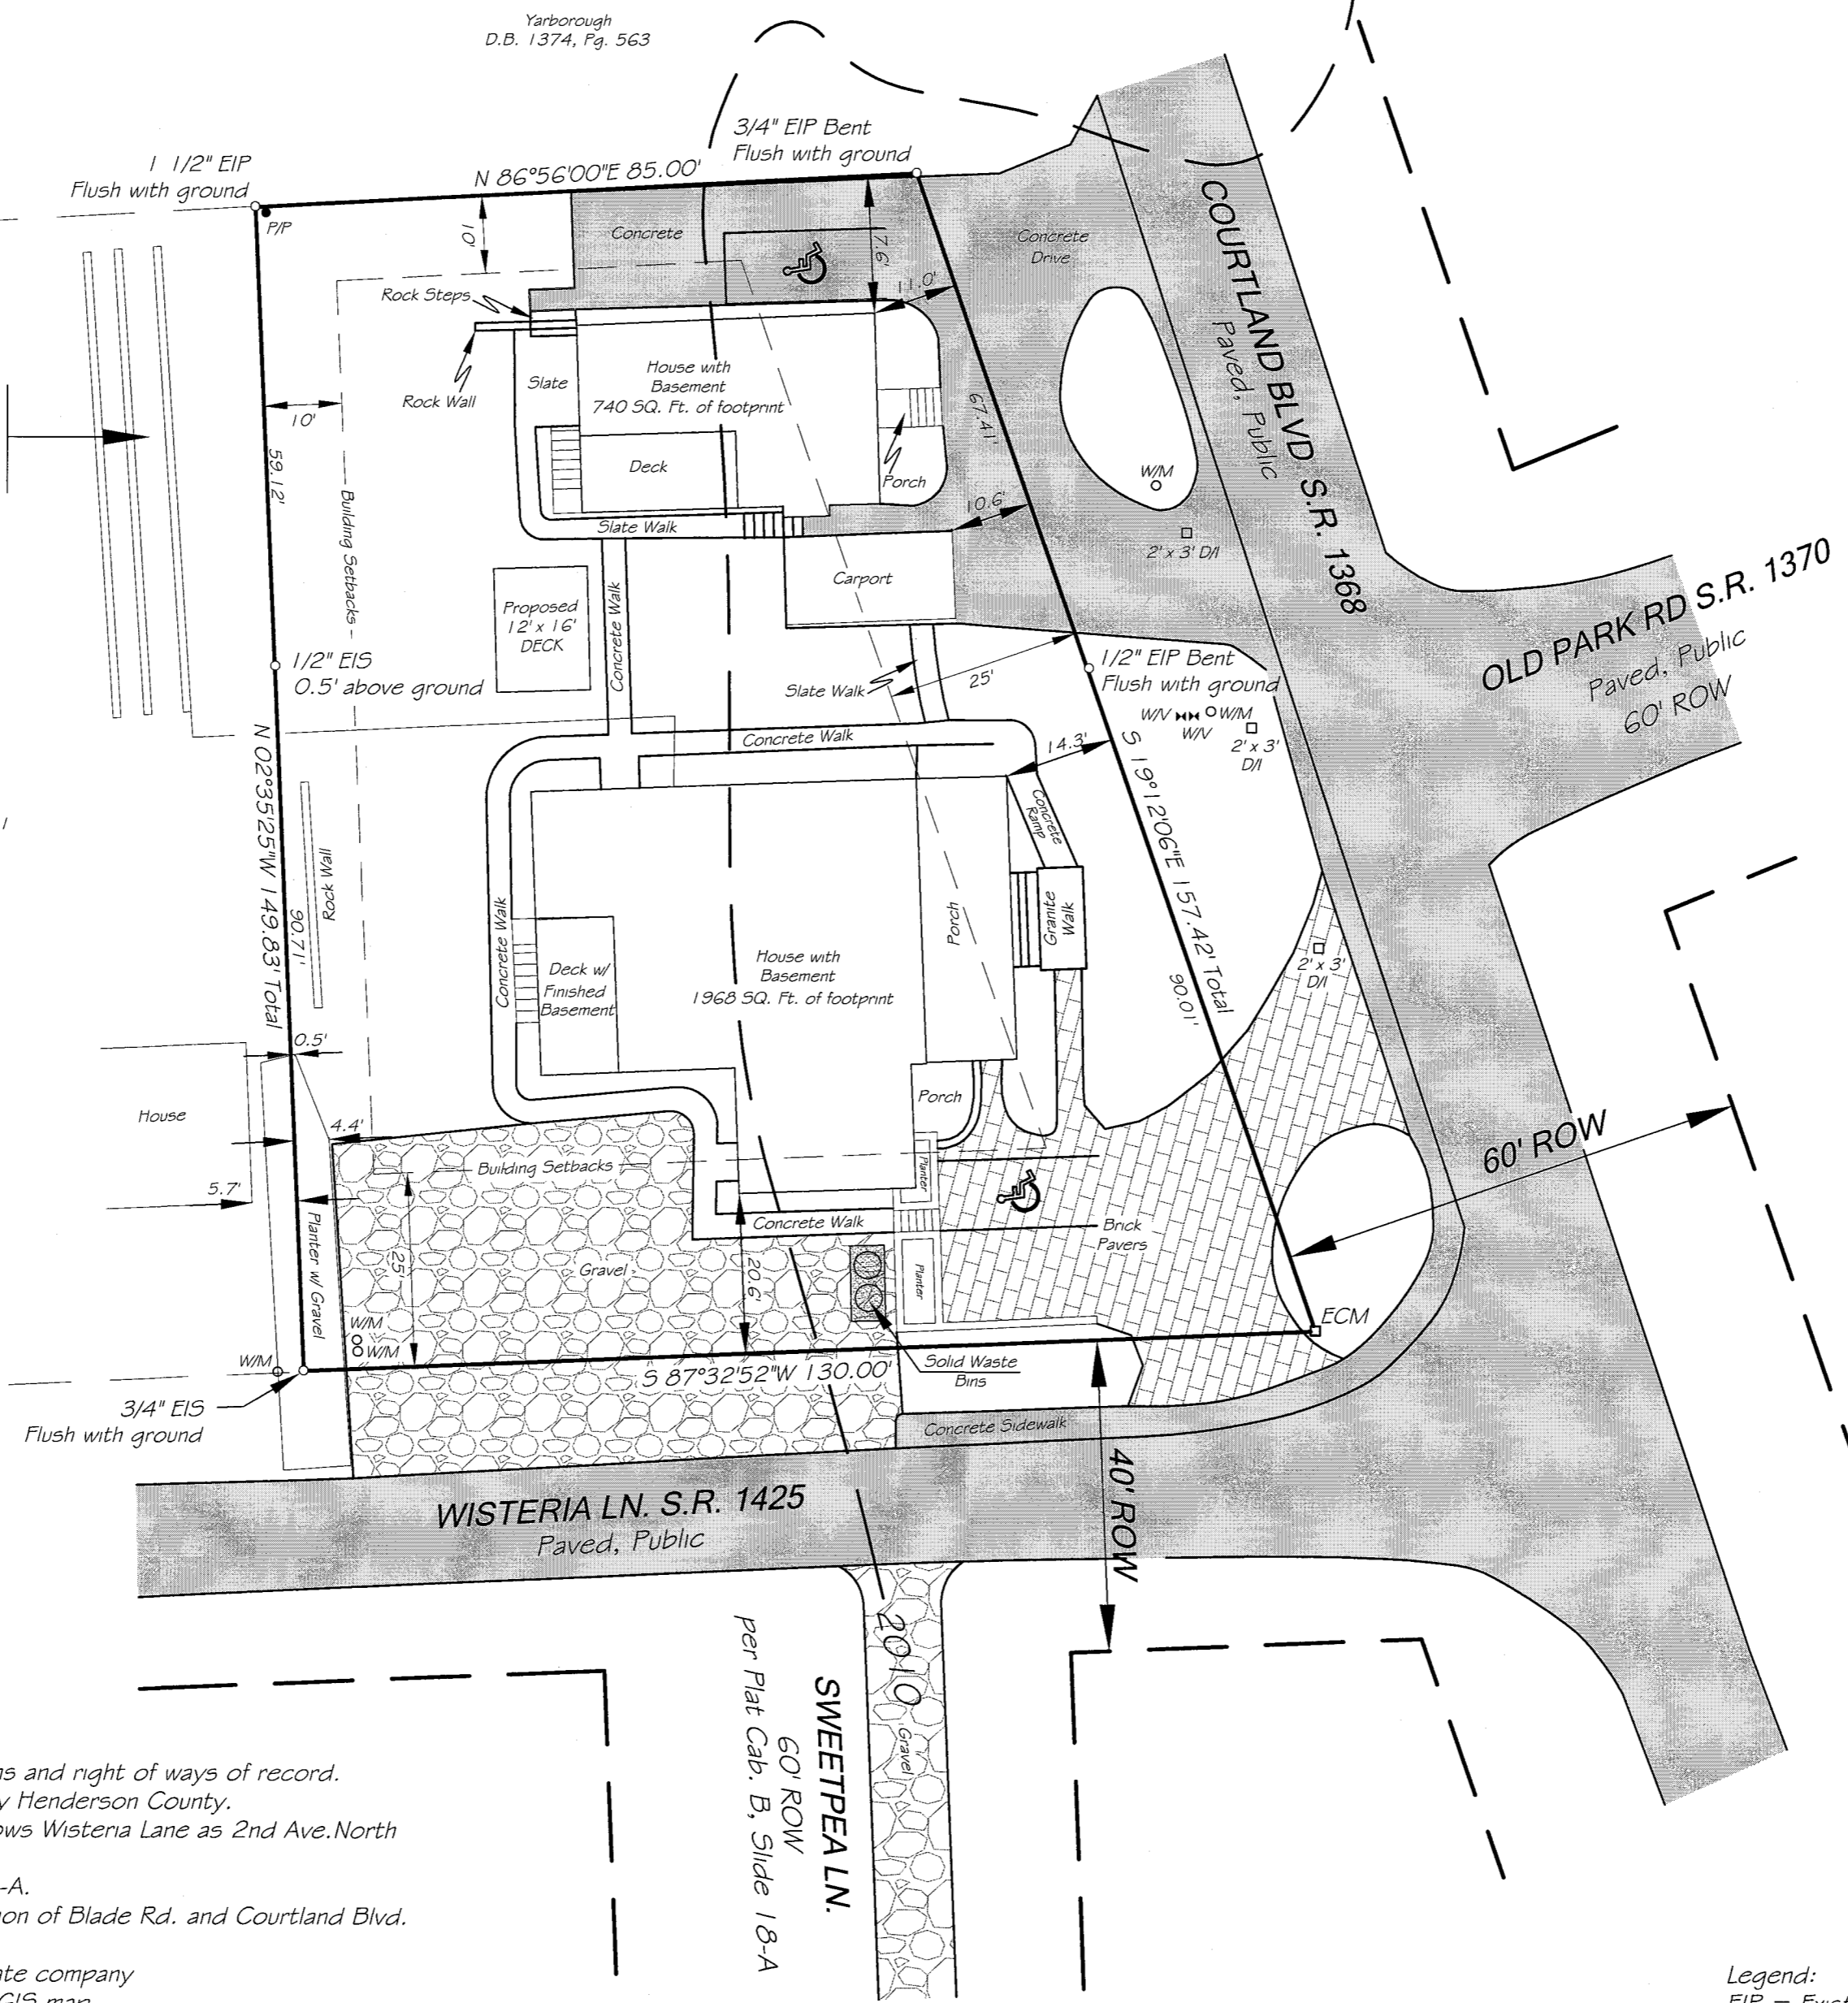 Yarborough
D.B. 1374, Pg. 563
3/4" EIP Bent
Flush with ground
1 1/2" EIP
Flush with ground
N 86°56'00"E 85.00'
P/P
10'
Concrete
17.6'
11.0'
Concrete
Drive
COURTLAND BLVD S.R. 1368
Paved, Public
Rock Steps
Rock Wall
Slate
House with
Basement
740 SQ. Ft. of footprint
10'
59.12'
Building Setbacks
Deck
Porch
67.41'
W/M
Slate Walk
10.6'
2' x 3' D/I
Carport
Proposed
12' x 16'
DECK
Concrete Walk
OLD PARK RD S.R. 1370
Paved, Public
60' ROW
1/2" EIS
0.5' above ground
Slate Walk
25'
1/2" EIP Bent
Flush with ground
W/V
W/M
W/V
2' x 3'
D/I
N 02°35'25"W 149.83' Total
Concrete Walk
14.3'
S 19°12'06"E 157.42' Total
Concrete
Ramp
Rock Wall
90.71'
Concrete Walk
Deck w/
Finished
Basement
House with
Basement
1968 SQ. Ft. of footprint
Porch
Granite
Walk
90.01'
2' x 3'
D/I
0.5'
House
4.4'
Porch
5.7'
Building Setbacks
Planter
60' ROW
Planter w/ Gravel
25'
Gravel
Concrete Walk
20.6'
Brick
Pavers
Planter
W/M
W/M
W/M
ECM
S 87°32'52"W 130.00'
Solid Waste
Bins
3/4" EIS
Flush with ground
Concrete Sidewalk
40' ROW
WISTERIA LN. S.R. 1425
Paved, Public
2010
Gravel
SWEETPEA LN.
60' ROW
per Plat Cab. B, Slide 18-A
s and right of ways of record.
y Henderson County.
ows Wisteria Lane as 2nd Ave.North
-A.
on of Blade Rd. and Courtland Blvd.
ate company
GIS map
Legend: